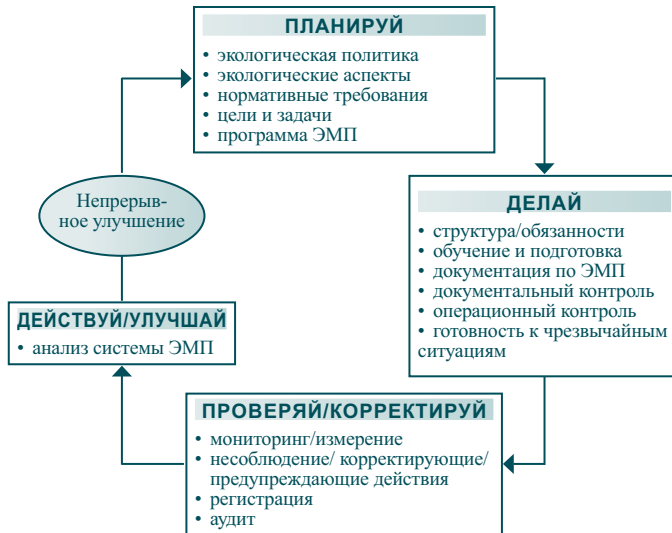 ПЛАНИРУЙ
• экологическая политика
• экологические аспекты
• нормативные требования
• цели и задачи
• программа ЭМП
ДЕЛАЙ
• структура/обязанности
• обучение и подготовка
• документация по ЭМП
• документальный контроль
• операционный контроль
• готовность к чрезвычайным
ситуациям
ПРОВЕРЯЙ/КОРРЕКТИРУЙ
• мониторинг/измерение
• несоблюдение/ корректирующие/
предупреждающие действия
• регистрация
• аудит
ДЕЙСТВУЙ/УЛУЧШАЙ
• анализ системы ЭМП
Непрерыв-
ное улучшение